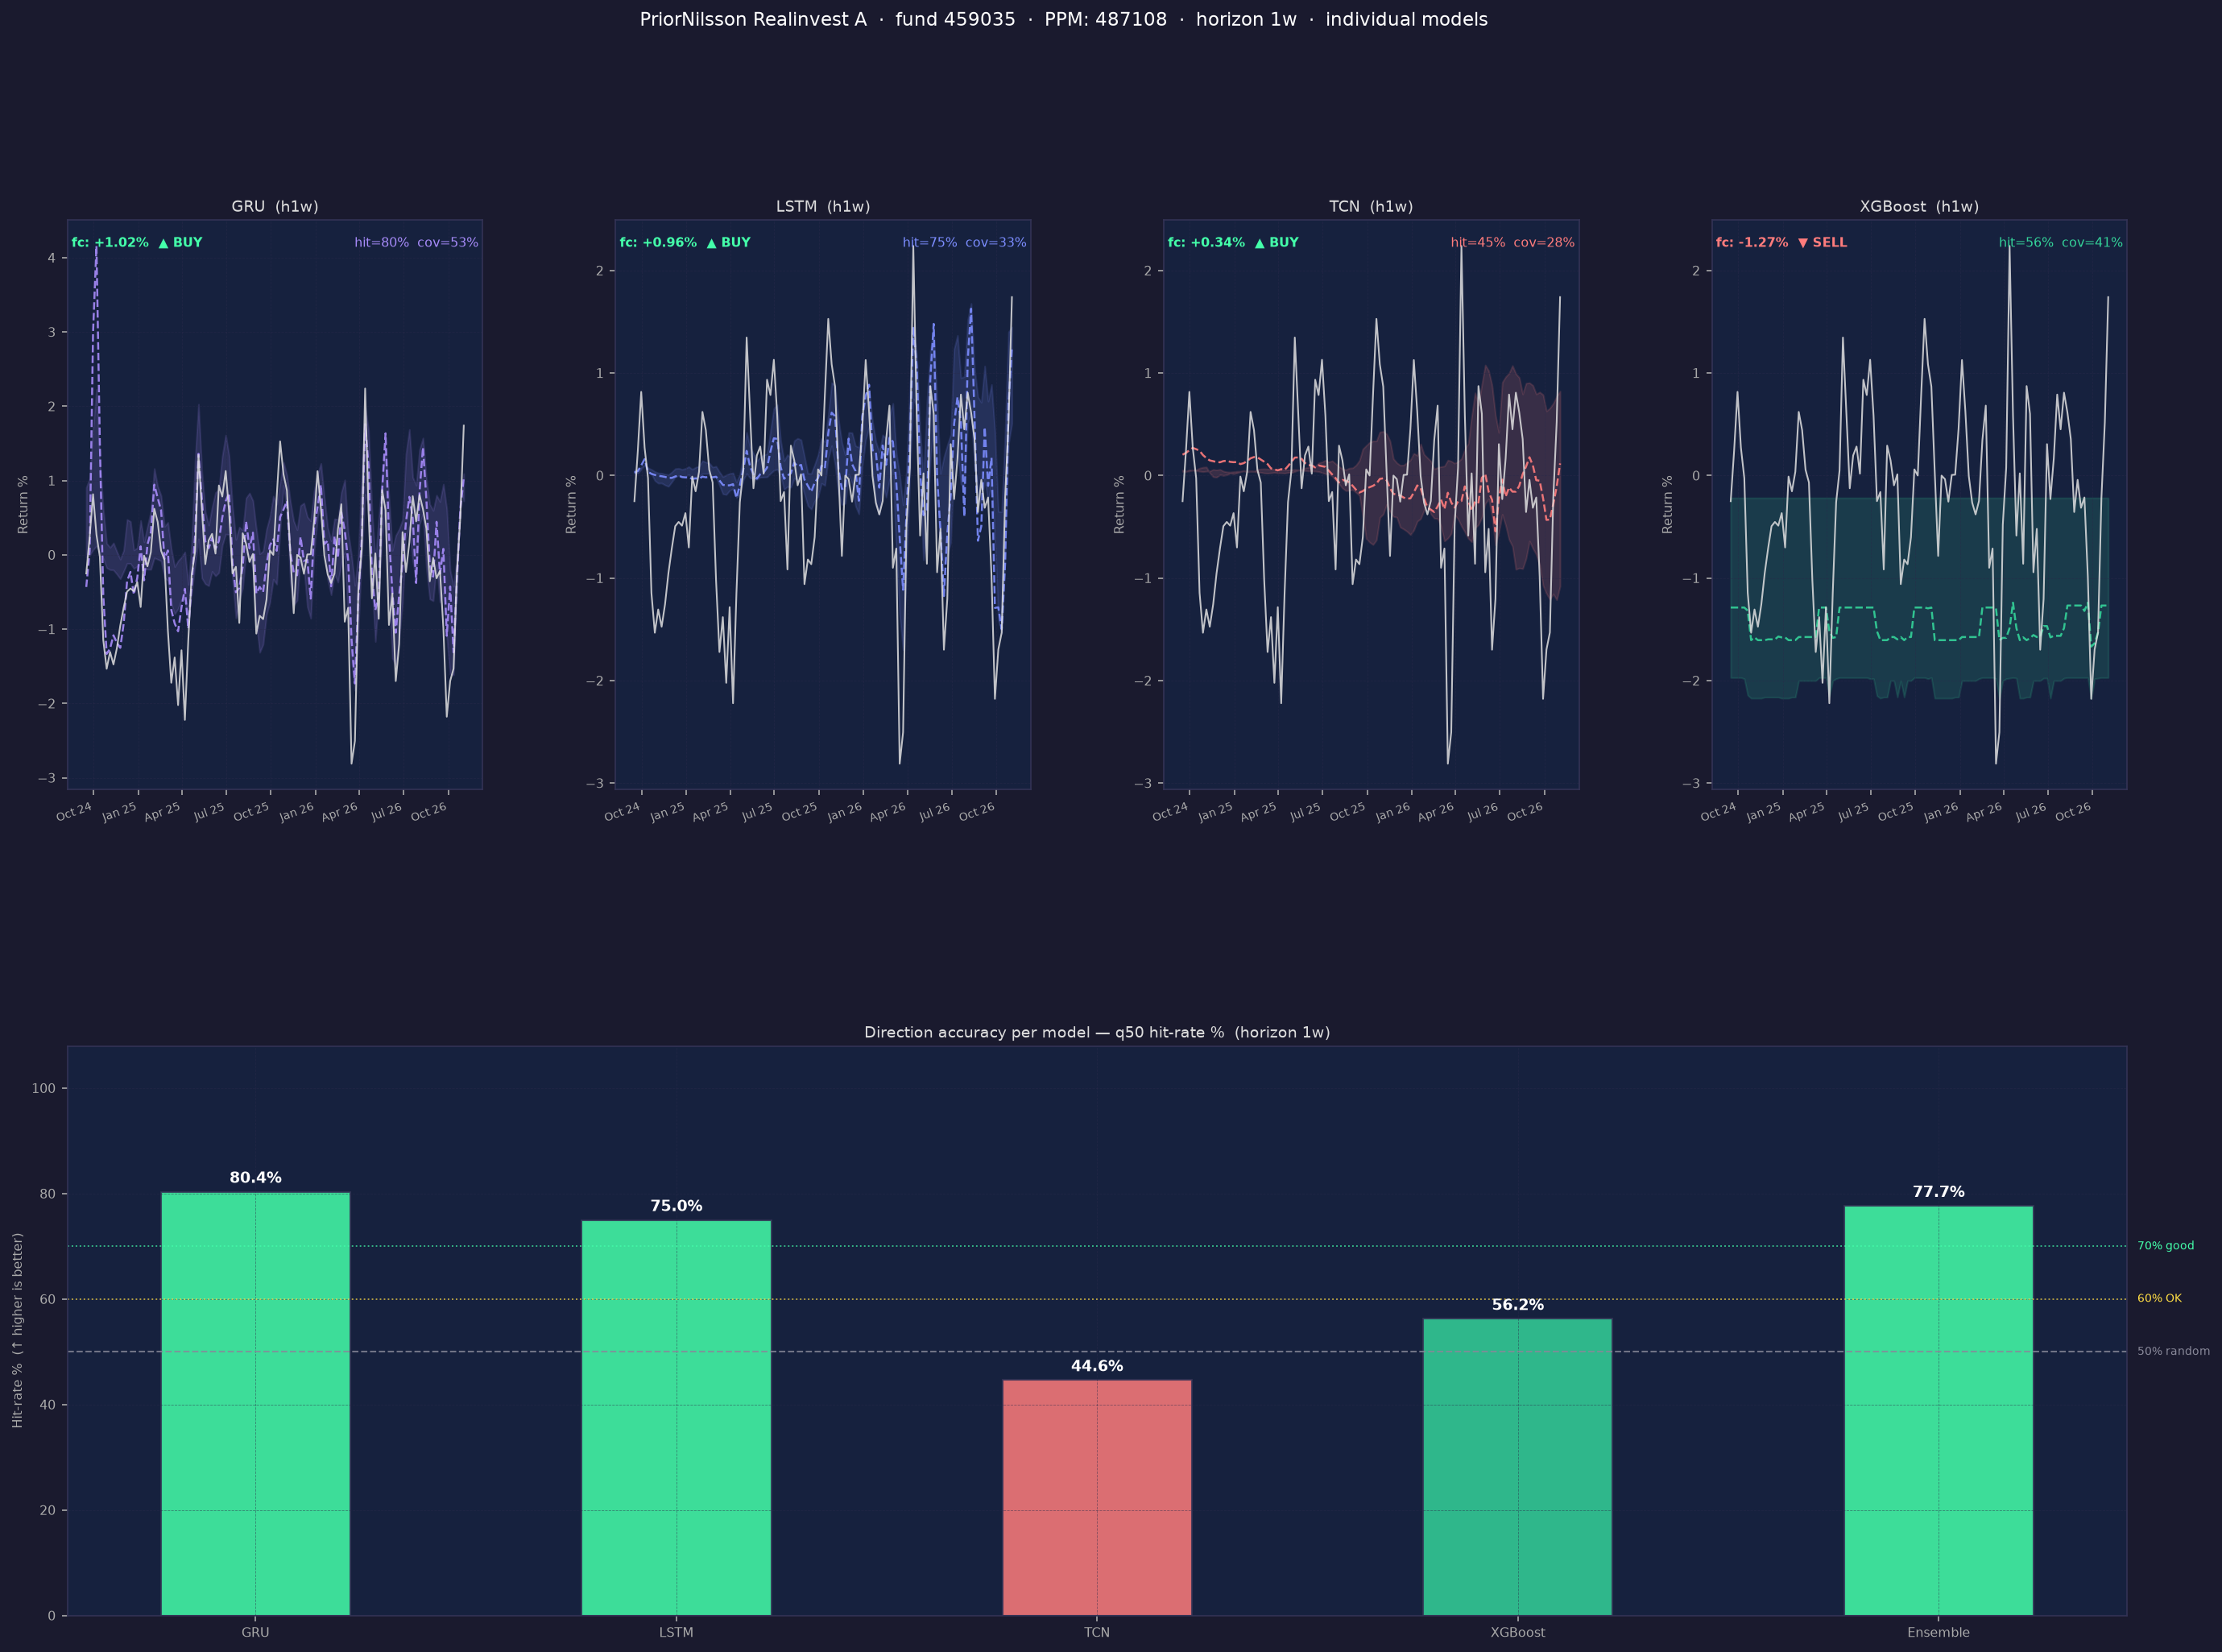 PriorNilsson Realinvest A · fund 459035 · PPM: 487108 · horizon 1w · individual models
GRU (h1w)
fc: +1.02% ▲ BUY
hit=80% cov=53%
Return %
4
3
2
1
0
−1
−2
−3
Oct 24
Jan 25
Apr 25
Jul 25
Oct 25
Jan 26
Apr 26
Jul 26
Oct 26
LSTM (h1w)
fc: +0.96% ▲ BUY
hit=75% cov=33%
Return %
2
1
0
−1
−2
−3
Oct 24
Jan 25
Apr 25
Jul 25
Oct 25
Jan 26
Apr 26
Jul 26
Oct 26
TCN (h1w)
fc: +0.34% ▲ BUY
hit=45% cov=28%
Return %
2
1
0
−1
−2
−3
Oct 24
Jan 25
Apr 25
Jul 25
Oct 25
Jan 26
Apr 26
Jul 26
Oct 26
XGBoost (h1w)
fc: -1.27% ▼ SELL
hit=56% cov=41%
Return %
2
1
0
−1
−2
−3
Oct 24
Jan 25
Apr 25
Jul 25
Oct 25
Jan 26
Apr 26
Jul 26
Oct 26
Direction accuracy per model — q50 hit-rate % (horizon 1w)
Hit-rate % (↑ higher is better)
100
80
60
40
20
0
80.4%
75.0%
44.6%
56.2%
77.7%
70% good
60% OK
50% random
GRU
LSTM
TCN
XGBoost
Ensemble